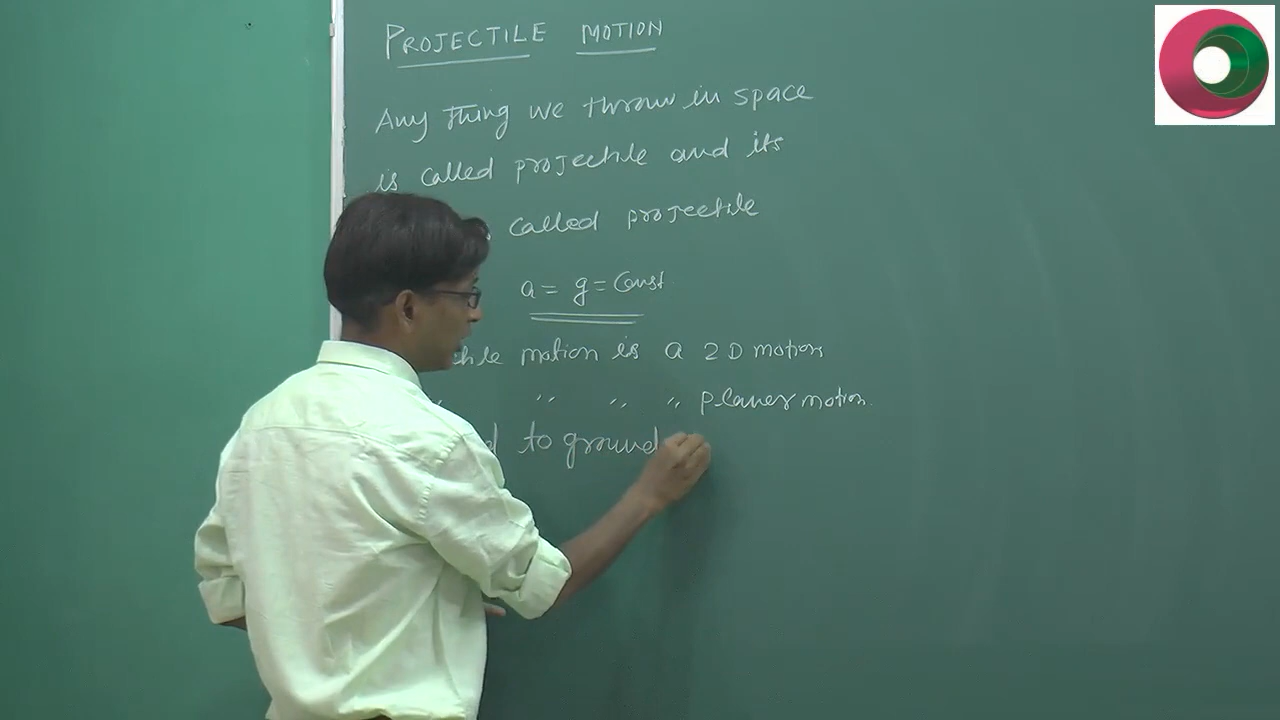 PROJECTILE MOTION
Any thing we throw in space
is called projectile and its
called projectile
a = g = Const.
motion is a 2D motion
" " " " planer motion.
to ground